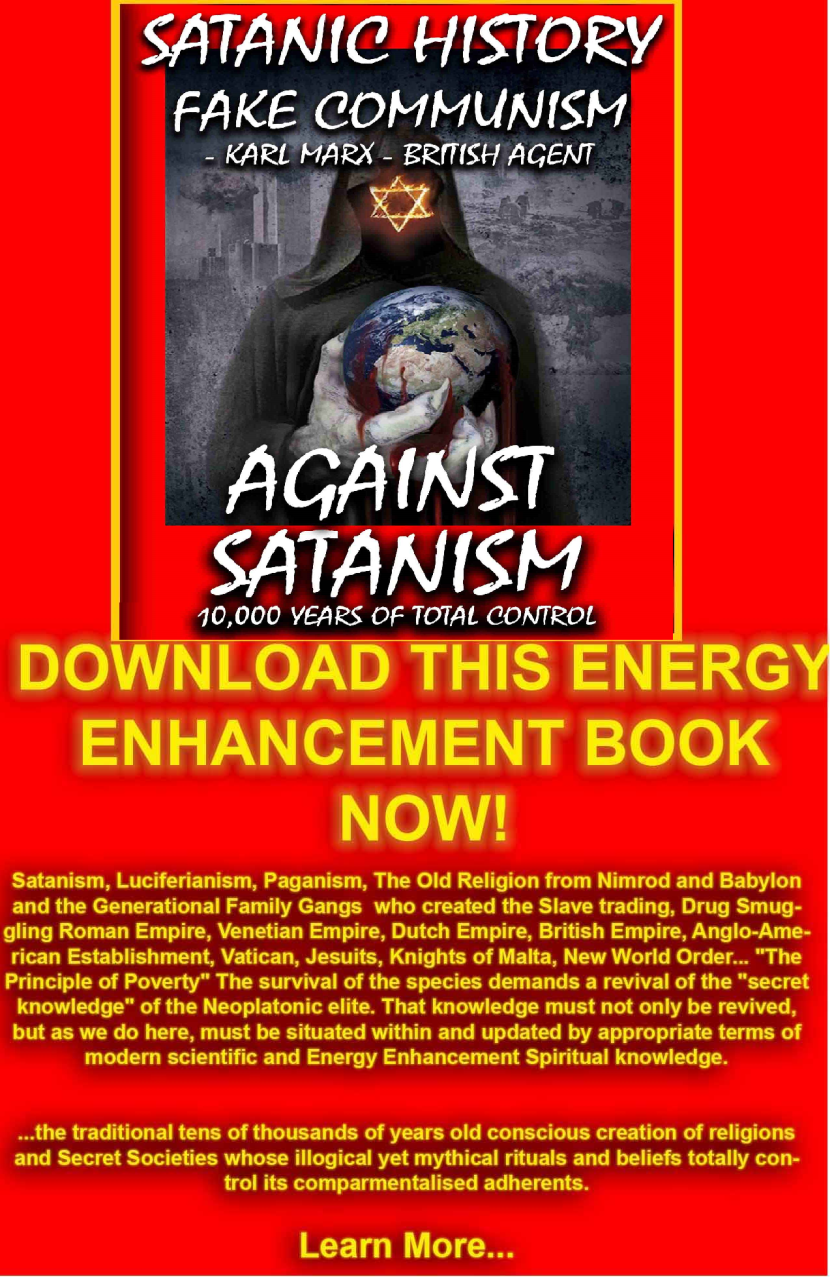 SATANIC HISTORY
FAKE COMMUNISM
- KARL MARX - BRITISH AGENT
AGAINST
SATANISM
10,000 YEARS OF TOTAL CONTROL
DOWNLOAD THIS ENERGY
ENHANCEMENT BOOK
NOW!
Satanism, Luciferianism, Paganism, The Old Religion from Nimrod and Babylon
and the Generational Family Gangs  who created the Slave trading, Drug Smug-
gling Roman Empire, Venetian Empire, Dutch Empire, British Empire, Anglo-Ame-
rican Establishment, Vatican, Jesuits, Knights of Malta, New World Order... "The
Principle of Poverty" The survival of the species demands a revival of the "secret
knowledge" of the Neoplatonic elite. That knowledge must not only be revived,
but as we do here, must be situated within and updated by appropriate terms of
modern scientific and Energy Enhancement Spiritual knowledge.
...the traditional tens of thousands of years old conscious creation of religions
and Secret Societies whose illogical yet mythical rituals and beliefs totally con-
trol its comparmentalised adherents.
Learn More...